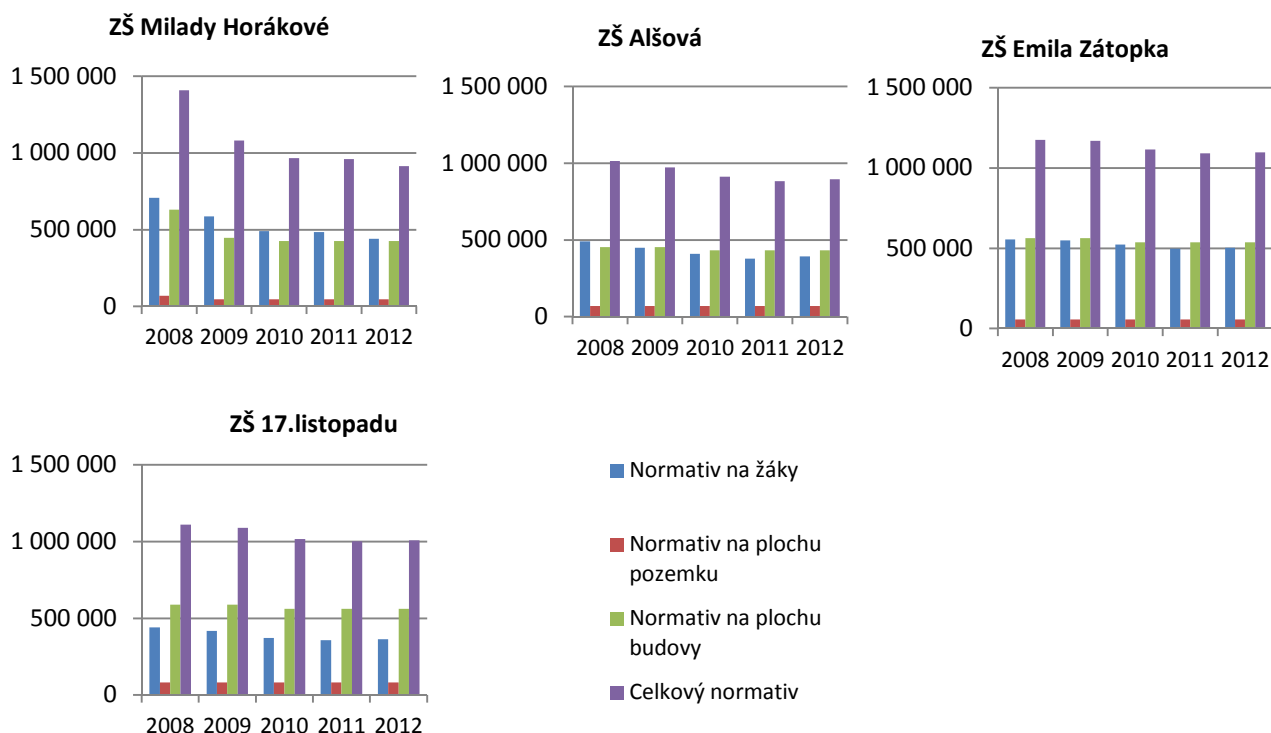 ZŠ Milady Horákové
1 500 000
1 000 000
500 000
0
2008 2009 2010 2011 2012
ZŠ Alšová
1 500 000
1 000 000
500 000
0
2008 2009 2010 2011 2012
ZŠ Emila Zátopka
1 500 000
1 000 000
500 000
0
2008 2009 2010 2011 2012
ZŠ 17.listopadu
1 500 000
1 000 000
500 000
0
2008 2009 2010 2011 2012
Normativ na žáky
Normativ na plochu
pozemku
Normativ na plochu
budovy
Celkový normativ